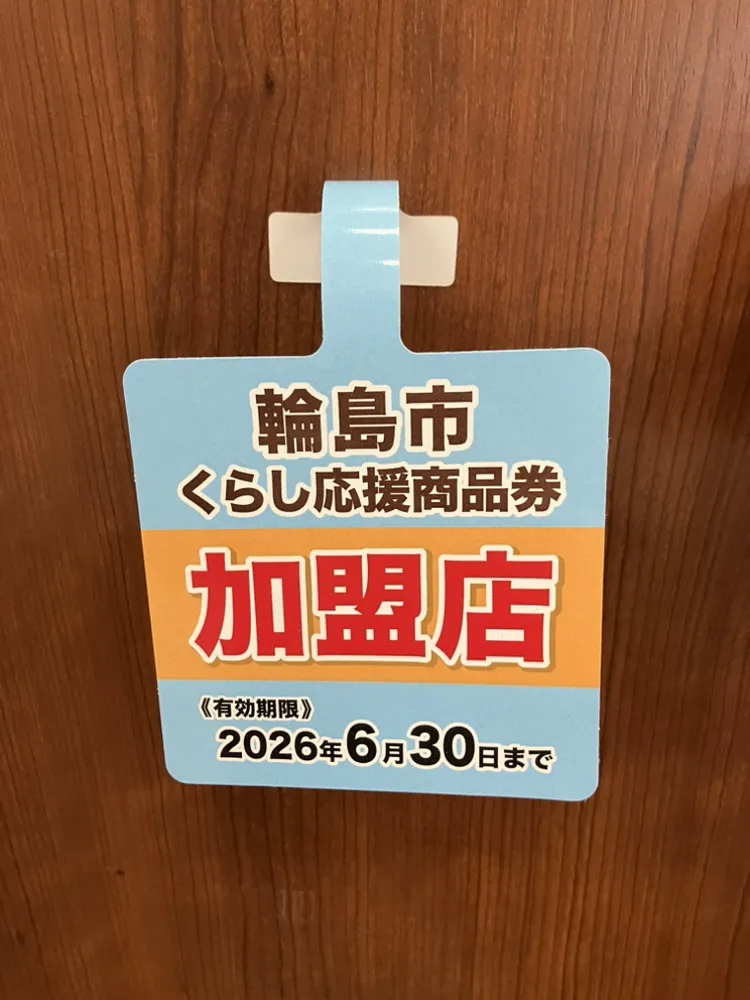 輪島市
くらし応援商品券
加盟店
《有効期限》
2026年6月30日まで